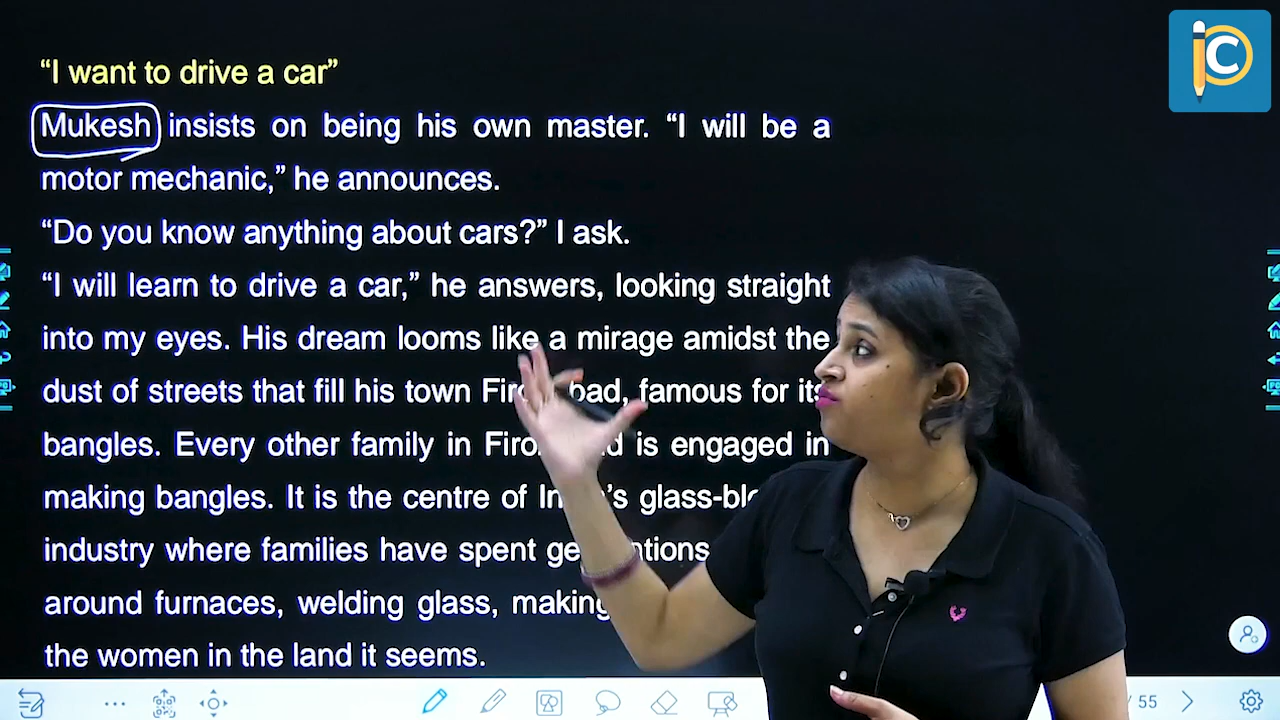 “I want to drive a car”
Mukesh insists on being his own master. “I will be a
motor mechanic,” he announces.
“Do you know anything about cars?” I ask.
“I will learn to drive a car,” he answers, looking straight
into my eyes. His dream looms like a mirage amidst the
dust of streets that fill his town famous for its
bangles. Every other family in is engaged in
making bangles. It is the centre of
industry where families have spent
around furnaces, welding glass, making
the women in the land it seems.
/ 55